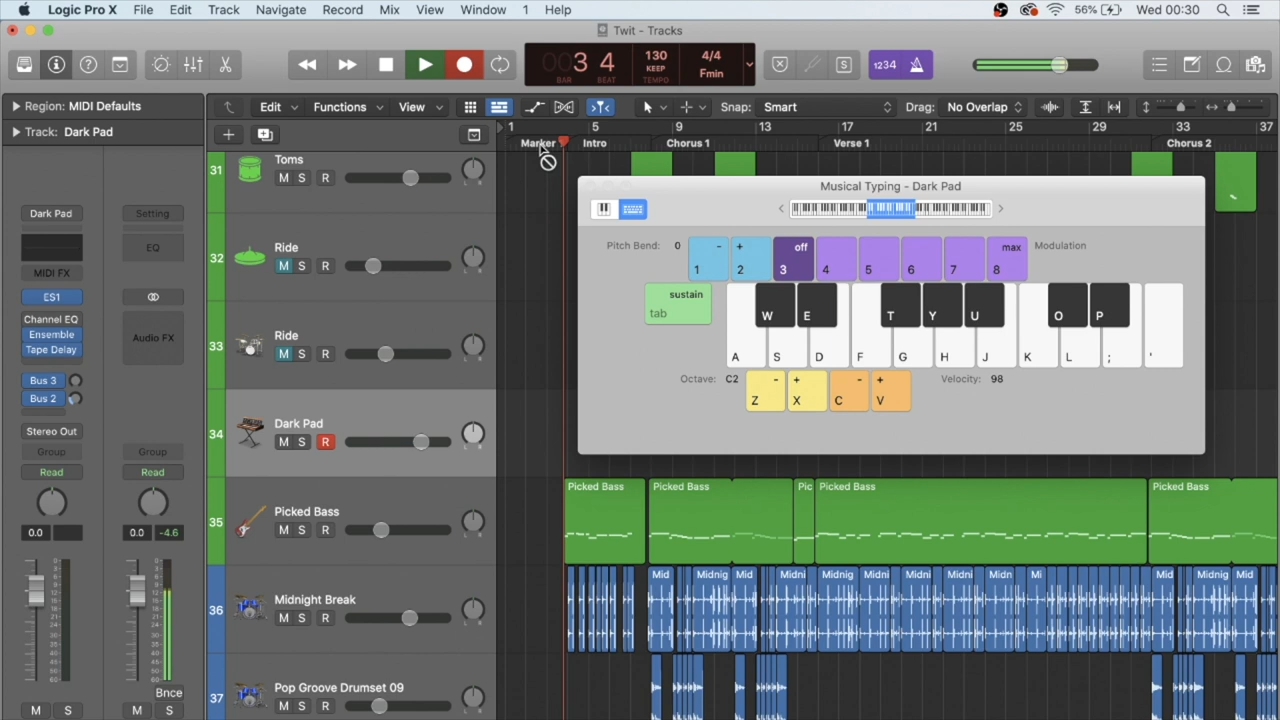 Logic Pro X File Edit Track Navigate Record Mix View Window 1 Help 56% Wed 00:30
Twit - Tracks
003 4 130 4/4
KEEP Fmin
BAR BEAT TEMPO
1234
S
Region: MIDI Defaults
Edit Functions View Snap: Smart Drag: No Overlap
Track: Dark Pad
1 5 9 13 17 21 25 29 33 37
Marker Intro Chorus 1 Verse 1 Chorus 2
31 Toms
M S R
32 Ride
M S R
33 Ride
M S R
34 Dark Pad
M S R
35 Picked Bass
M S R
36 Midnight Break
M S R
37 Pop Groove Drumset 09
M S R
Dark Pad Setting
EQ
MIDI FX
ES1
Channel EQ
Ensemble Audio FX
Tape Delay
Bus 3
Bus 2
Stereo Out
Group Group
Read Read
0.0 0.0 -4.6
Bnce
M S M S
Musical Typing - Dark Pad
Pitch Bend: 0 - + off max Modulation
1 2 3 4 5 6 7 8
sustain
tab
W E T Y U O P
A S D F G H J K L ; '
Octave: C2 - + - + Velocity: 98
Z X C V
Picked Bass Picked Bass Pic Picked Bass Picked Bass
Mid Midnig Mid Midni Midnig Midni Midni Midni Midn Mi Mid Midnig Mid